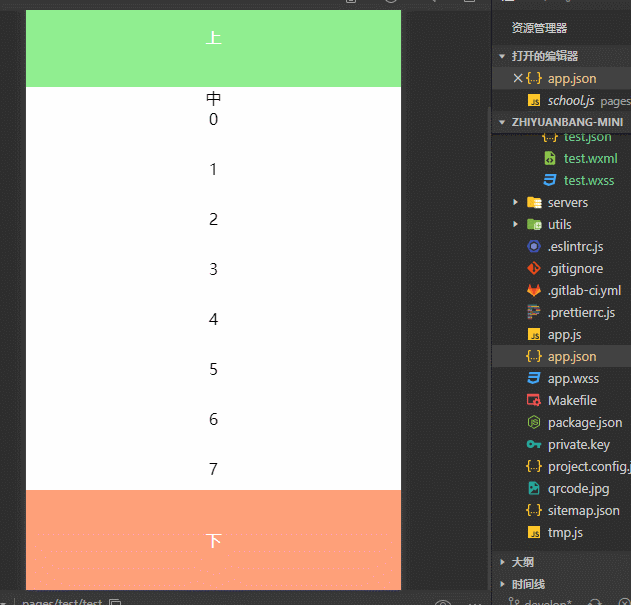 上
中
0
1
2
3
4
5
6
7
下
pages/test/test
资源管理器
打开的编辑器
app.json
school.js pages
ZHIYUANBANG-MINI
test.json
test.wxml
test.wxss
servers
utils
.eslintrc.js
.gitignore
.gitlab-ci.yml
.prettierrc.js
app.js
app.json
app.wxss
Makefile
package.json
private.key
project.config.j
qrcode.jpg
sitemap.json
tmp.js
大纲
时间线
develop*